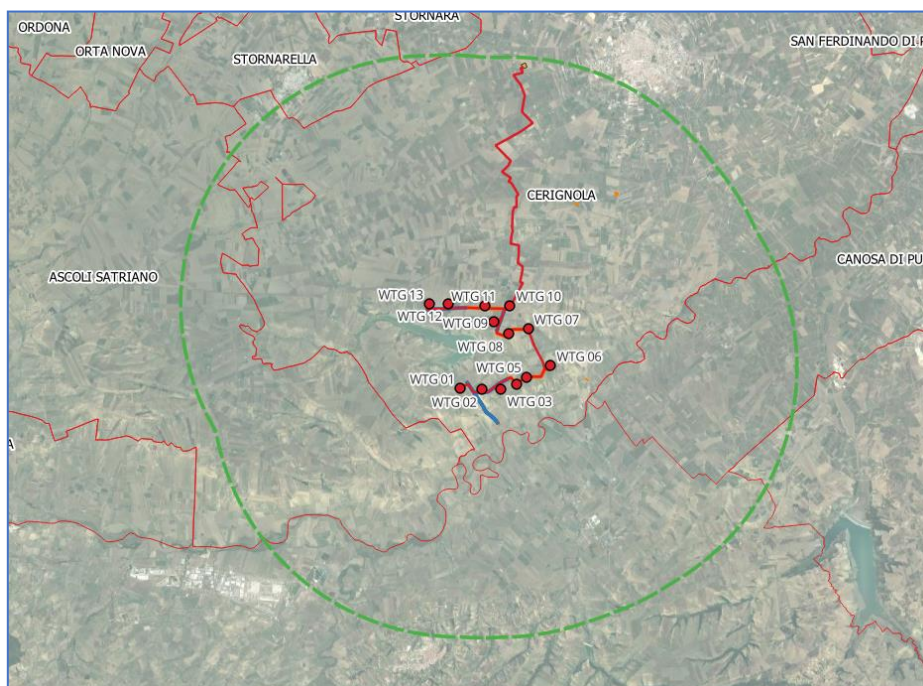 STORNARA
ORDONA
ORTA NOVA
STORNARELLA
SAN FERDINANDO DI
CERIGNOLA
CANOSA DI PU
ASCOLI SATRIANO
WTG 13
WTG 11
WTG 10
WTG 12
WTG 09
WTG 07
WTG 08
WTG 05
WTG 06
WTG 01
WTG 02
WTG 03
A